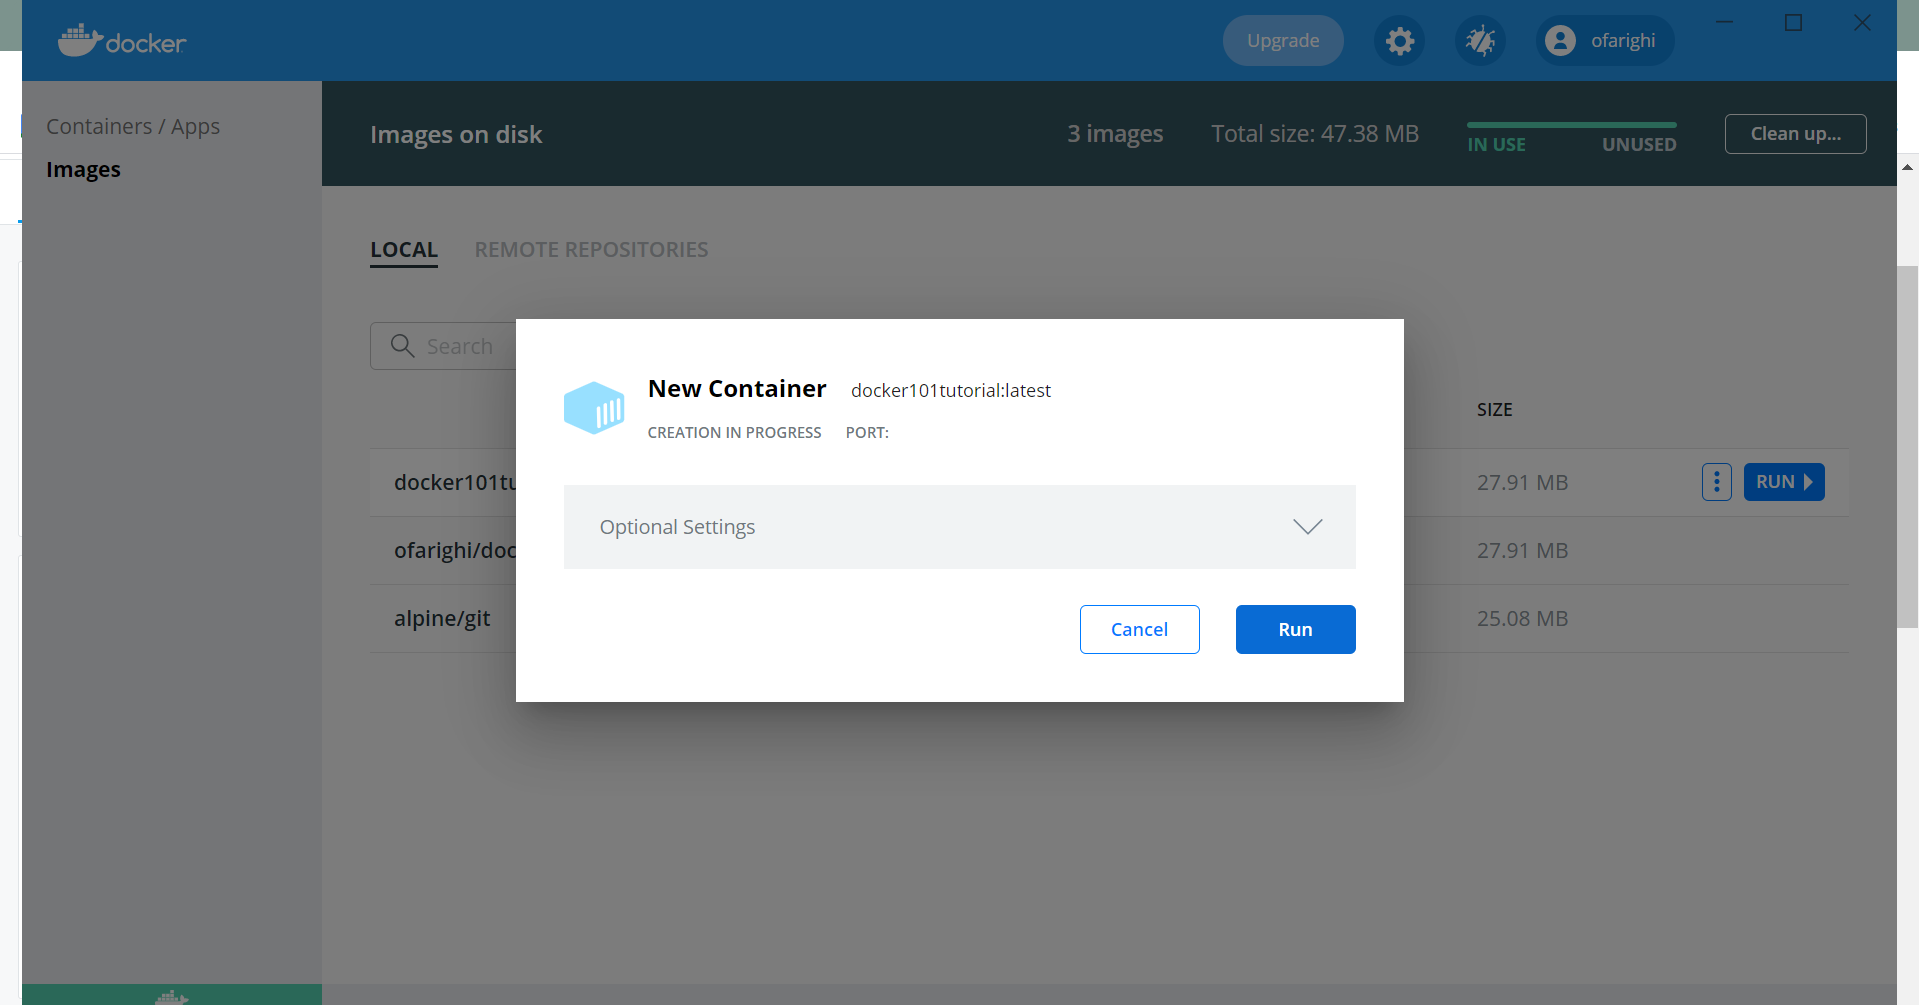 docker
Upgrade
ofarighi
Containers / Apps
Images
Images on disk
3 images
Total size: 47.38 MB
IN USE
UNUSED
Clean up...
LOCAL
REMOTE REPOSITORIES
Search
SIZE
docker101tu
27.91 MB
RUN
ofarighi/doc
27.91 MB
alpine/git
25.08 MB
New Container docker101tutorial:latest
CREATION IN PROGRESS PORT:
Optional Settings
Cancel
Run